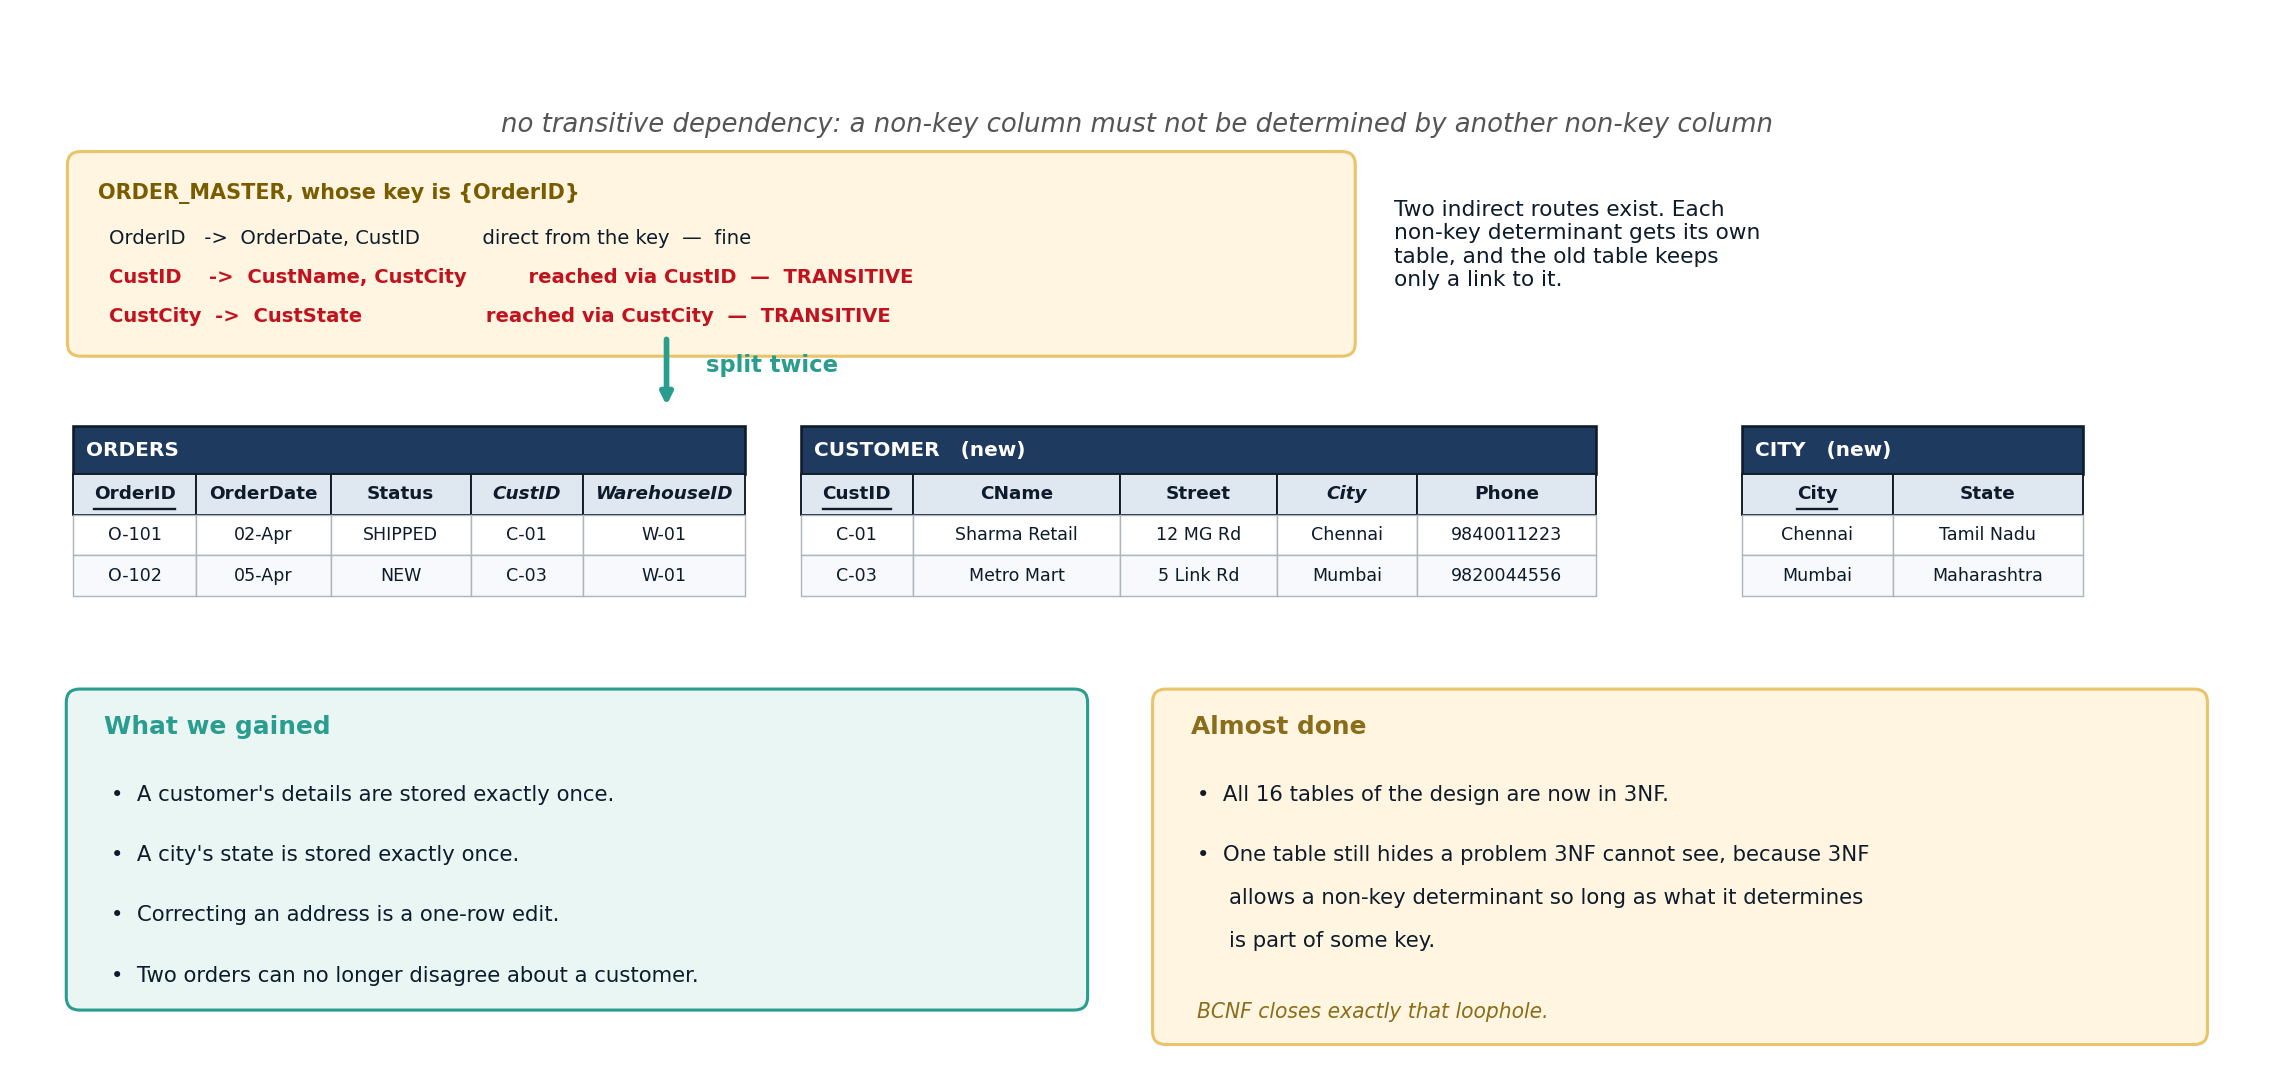 no transitive dependency: a non-key column must not be determined by another non-key column
ORDER_MASTER, whose key is {OrderID}
OrderID -> OrderDate, CustID direct from the key — fine
CustID -> CustName, CustCity reached via CustID — TRANSITIVE
CustCity -> CustState reached via CustCity — TRANSITIVE
Two indirect routes exist. Each
non-key determinant gets its own
table, and the old table keeps
only a link to it.
split twice
ORDERS
OrderID OrderDate Status CustID WarehouseID
O-101 02-Apr SHIPPED C-01 W-01
O-102 05-Apr NEW C-03 W-01
CUSTOMER (new)
CustID CName Street City Phone
C-01 Sharma Retail 12 MG Rd Chennai 9840011223
C-03 Metro Mart 5 Link Rd Mumbai 9820044556
CITY (new)
City State
Chennai Tamil Nadu
Mumbai Maharashtra
What we gained
• A customer's details are stored exactly once.
• A city's state is stored exactly once.
• Correcting an address is a one-row edit.
• Two orders can no longer disagree about a customer.
Almost done
• All 16 tables of the design are now in 3NF.
• One table still hides a problem 3NF cannot see, because 3NF
allows a non-key determinant so long as what it determines
is part of some key.
BCNF closes exactly that loophole.